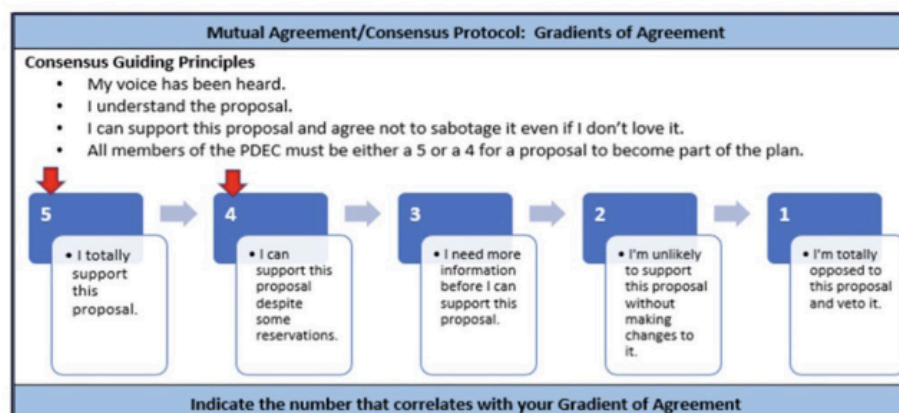 Mutual Agreement/Consensus Protocol: Gradients of Agreement
Consensus Guiding Principles
• My voice has been heard.
• I understand the proposal.
• I can support this proposal and agree not to sabotage it even if I don't love it.
• All members of the PDEC must be either a 5 or a 4 for a proposal to become part of the plan.
5
• I totally
support
this
proposal.
4
• I can
support this
proposal
despite
some
reservations.
3
• I need more
information
before I can
support this
proposal.
2
• I'm unlikely
to support
this proposal
without
making
changes to
it.
1
• I'm totally
opposed to
this proposal
and veto it.
Indicate the number that correlates with your Gradient of Agreement